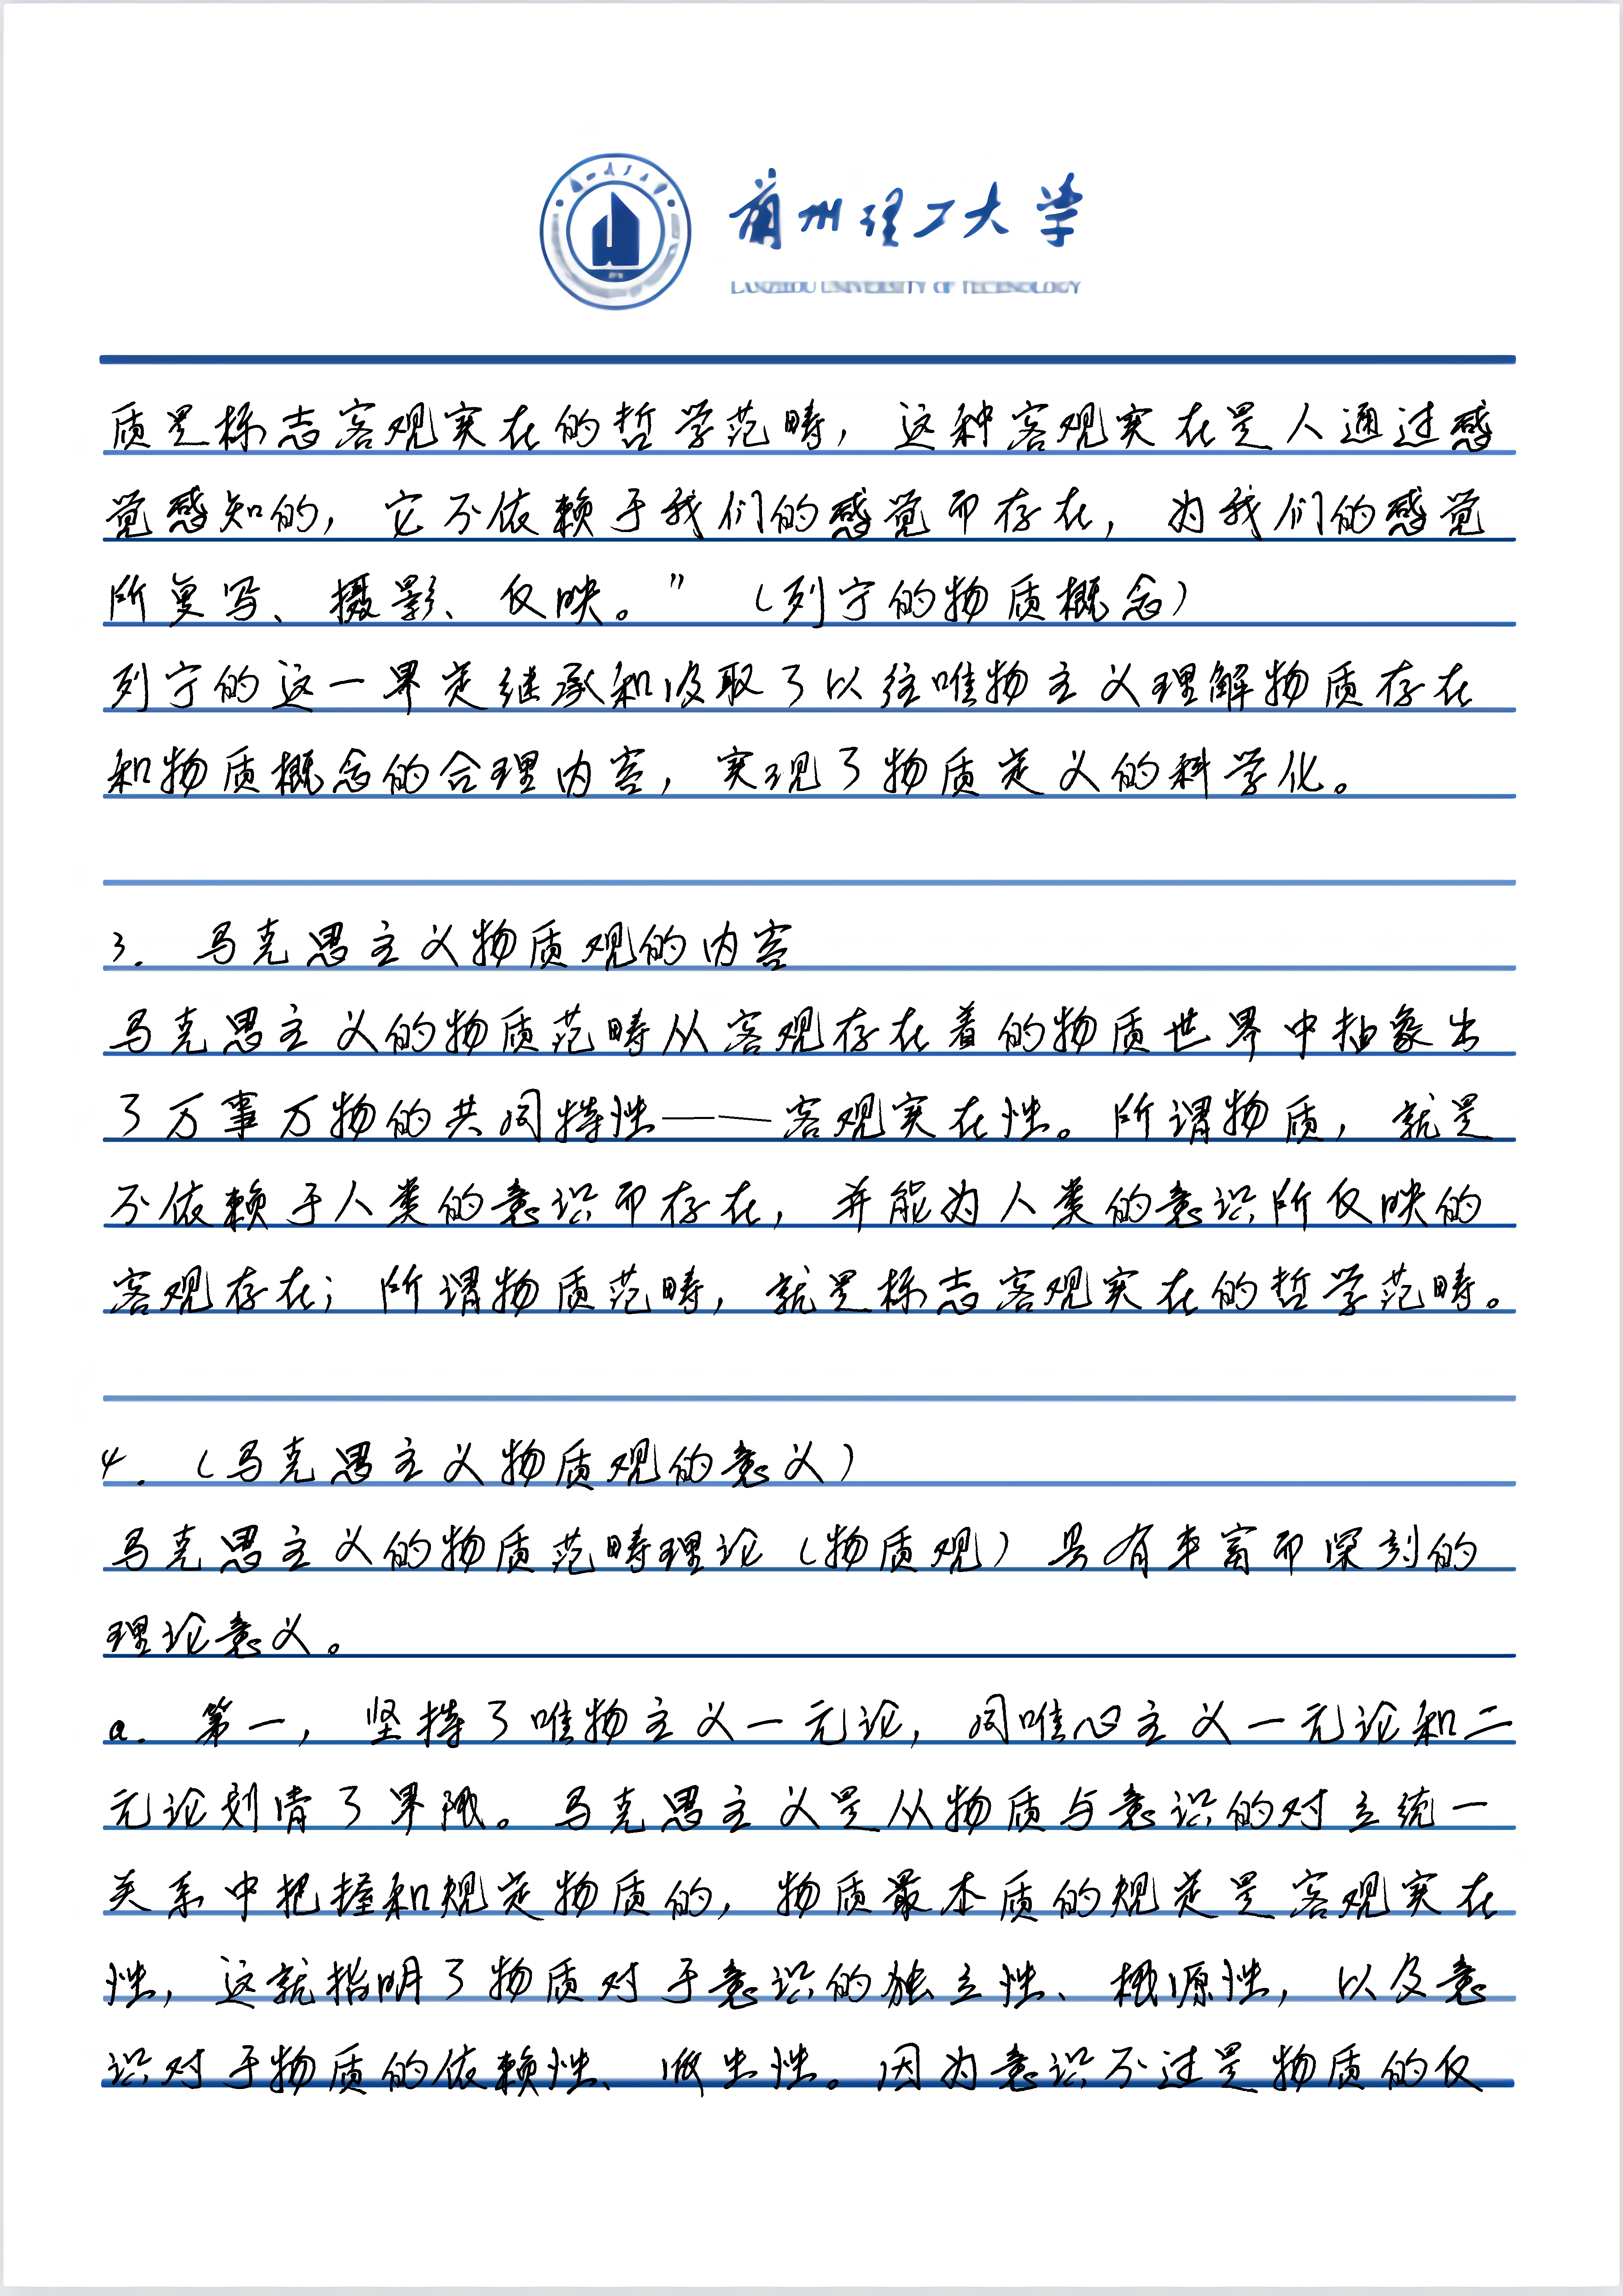 兰州理工大学
LANZHOU UNIVERSITY OF TECHNOLOGY
质是标志客观实在的哲学范畴，这种客观实在是人通过感
觉感知的，它不依赖于我们的感觉而存在，为我们的感觉
所复写、摄影、反映。”（列宁的物质概念）
列宁的这一界定继承和汲取了以往唯物主义理解物质存在
和物质概念的合理内容，实现了物质定义的科学化。
3. 马克思主义物质观的内容
马克思主义的物质范畴从客观存在着的物质世界中抽象出
了万事万物的共同特性——客观实在性。所谓物质，就是
不依赖于人类的意识而存在，并能为人类的意识所反映的
客观存在；所谓物质范畴，就是标志客观实在的哲学范畴。
4.（马克思主义物质观的意义）
马克思主义的物质范畴理论（物质观）具有丰富而深刻的
理论意义。
a. 第一，坚持了唯物主义一元论，同唯心主义一元论和二
元论划清了界限。马克思主义是从物质与意识的对立统一
关系中把握和规定物质的，物质最本质的规定是客观实在
性，这就指明了物质对于意识的独立性、根源性，以及意
识对于物质的依赖性、派生性。因为意识不过是物质的反